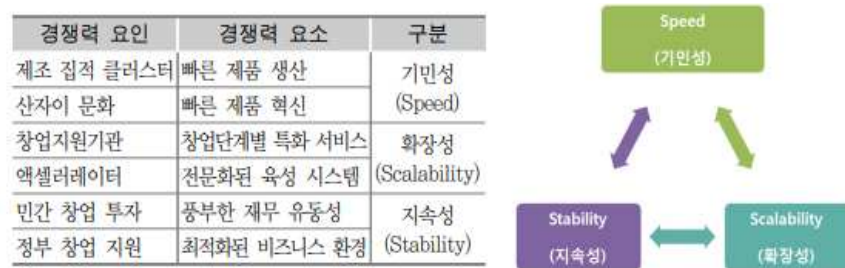 경쟁력 요인 경쟁력 요소 구분
제조 집적 클러스터 빠른 제품 생산 기민성
(Speed)
산자이 문화 빠른 제품 혁신
창업지원기관 창업단계별 특화 서비스 확장성
(Scalability)
액셀러레이터 전문화된 육성 시스템
민간 창업 투자 풍부한 재무 유동성 지속성
(Stability)
정부 창업 지원 최적화된 비즈니스 환경
Speed
(기민성)
Stability
(지속성)
Scalability
(확장성)